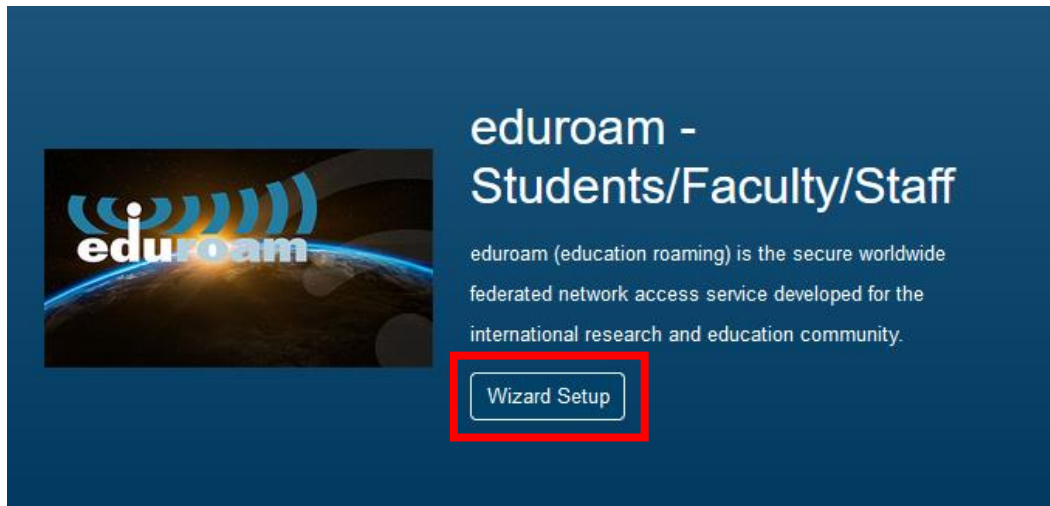 eduroam
eduroam -
Students/Faculty/Staff
eduroam (education roaming) is the secure worldwide
federated network access service developed for the
international research and education community.
Wizard Setup